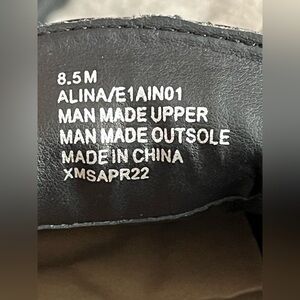 8.5 M
ALINA/E1AIN01
MAN MADE UPPER
MAN MADE OUTSOLE
MADE IN CHINA
XMSAPR22